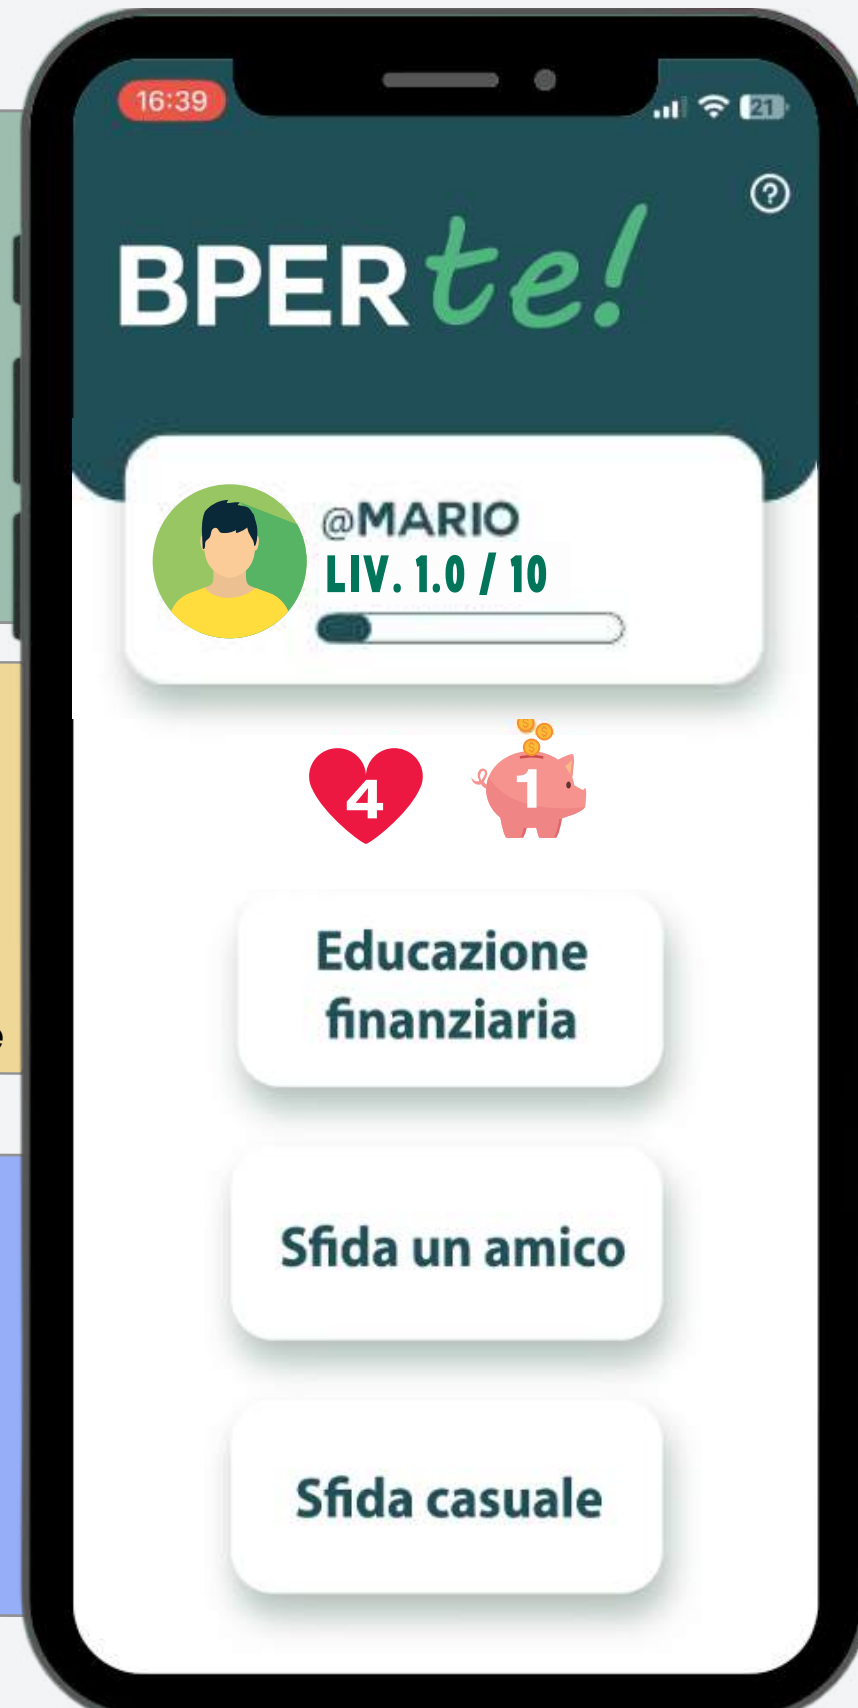 16:39
21
BPERte!
@MARIO
LIV. 1.0 / 10
4
1
Educazione
finanziaria
e
Sfida un amico
Sfida casuale